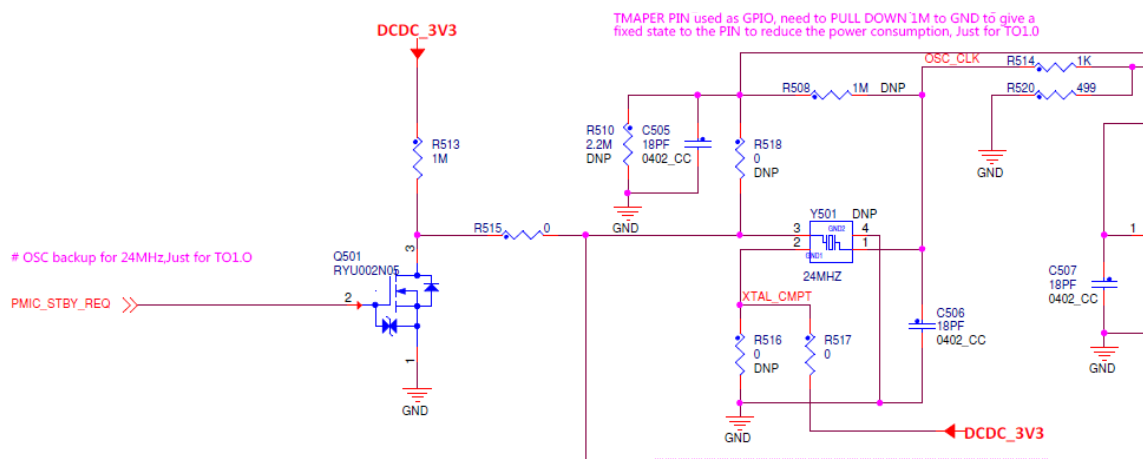 TMAPER PIN used as GPIO, need to PULL DOWN 1M to GND to give a
fixed state to the PIN to reduce the power consumption, Just for TO1.0
DCDC_3V3
OSC_CLK
R514
1K
R508
1M
DNP
R520
499
R510
2.2M
DNP
C505
18PF
0402_CC
R513
1M
R518
0
DNP
GND
GND
R515
0
Y501
DNP
3
4
2
1
GND2
GND1
24MHZ
3
# OSC backup for 24MHz,Just for TO1.O
Q501
RYU002N05
PMIC_STBY_REQ
2
1
GND
XTAL_CMPT
R516
0
DNP
R517
0
C506
18PF
0402_CC
GND
DCDC_3V3
1
C507
18PF
0402_CC
GND